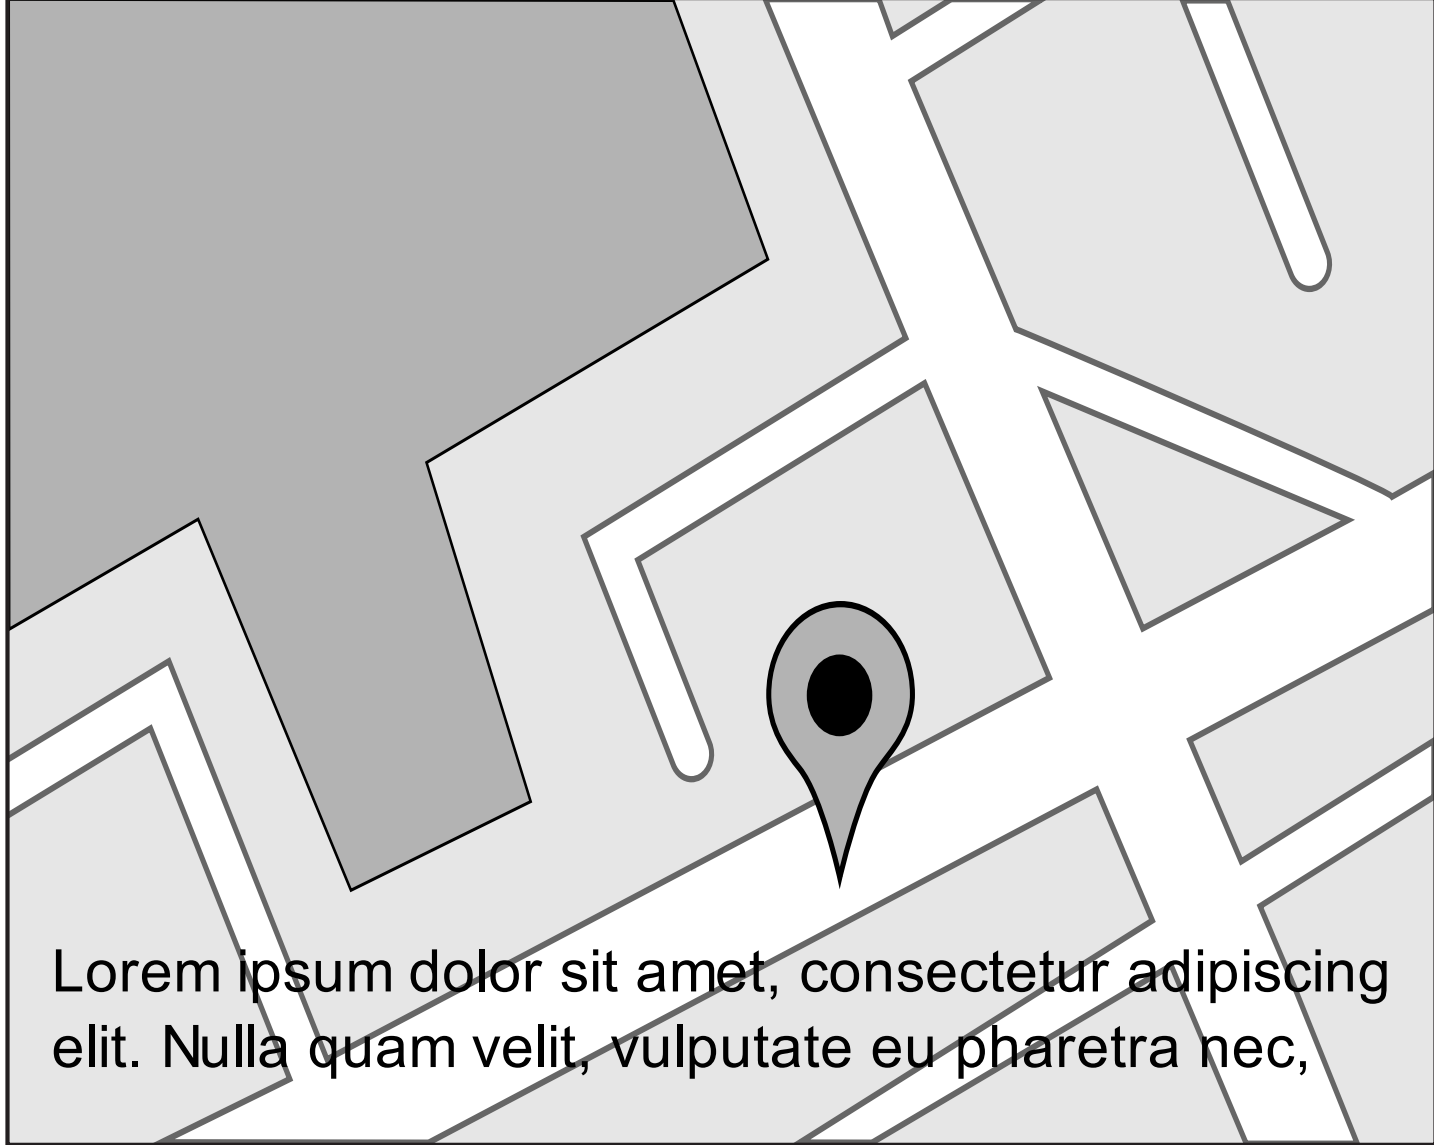 Lorem ipsum dolor sit amet, consectetur adipiscing
elit. Nulla quam velit, vulputate eu pharetra nec,